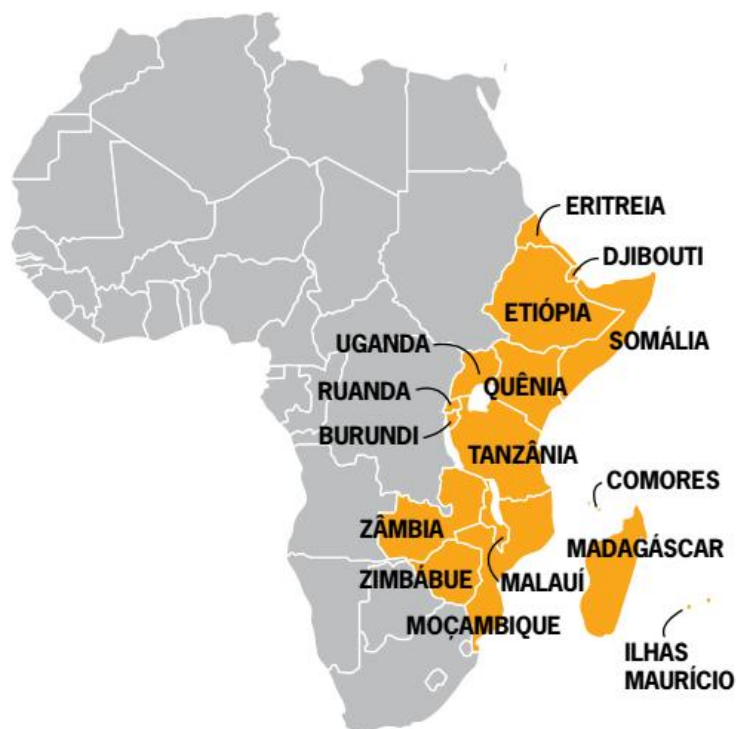 ERITREIA
DJIBOUTI
ETIÓPIA
SOMÁLIA
UGANDA
QUÊNIA
RUANDA
BURUNDI
TANZÂNIA
COMORES
ZÂMBIA
MADAGÁSCAR
ZIMBÁBUE
MALAUÍ
MOÇAMBIQUE
ILHAS
MAURÍCIO